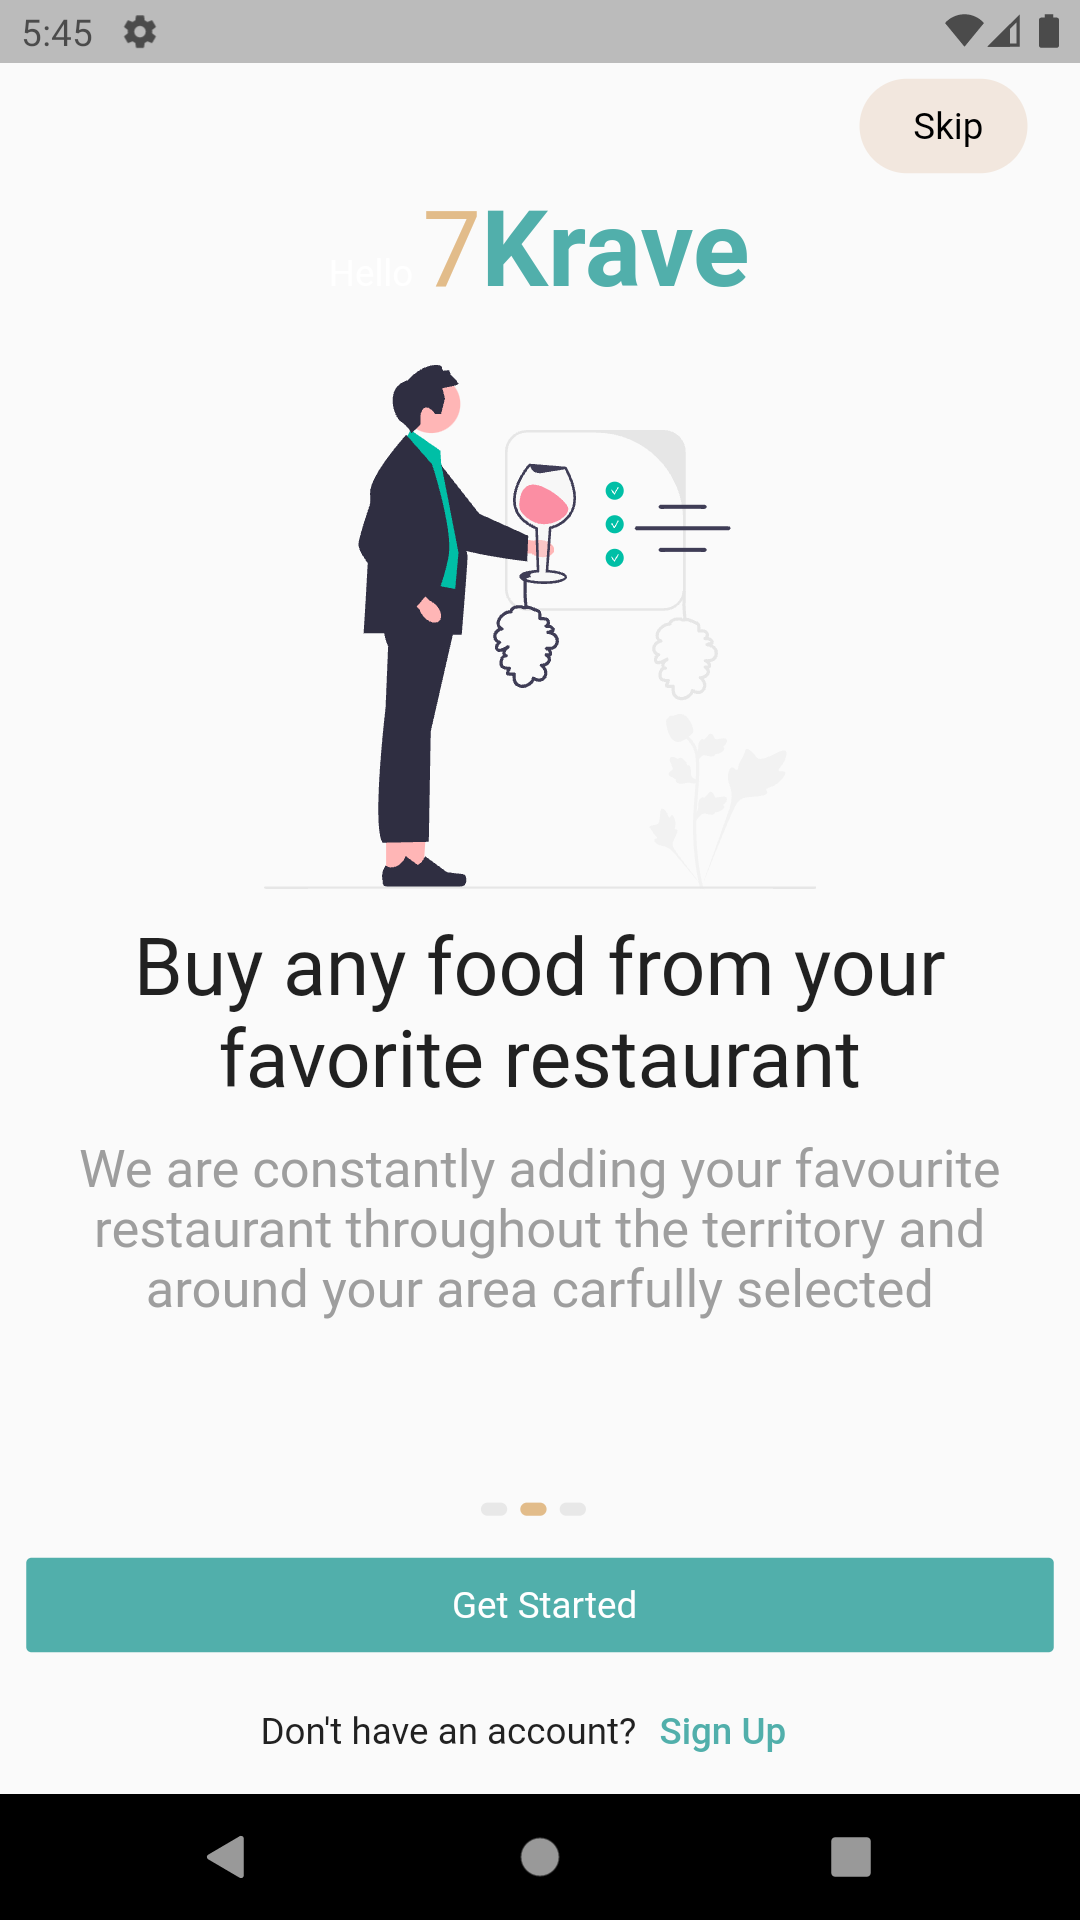 5:45
Skip
Hello 7Krave
Buy any food from your
favorite restaurant
We are constantly adding your favourite
restaurant throughout the territory and
around your area carfully selected
Get Started
Don't have an account? Sign Up